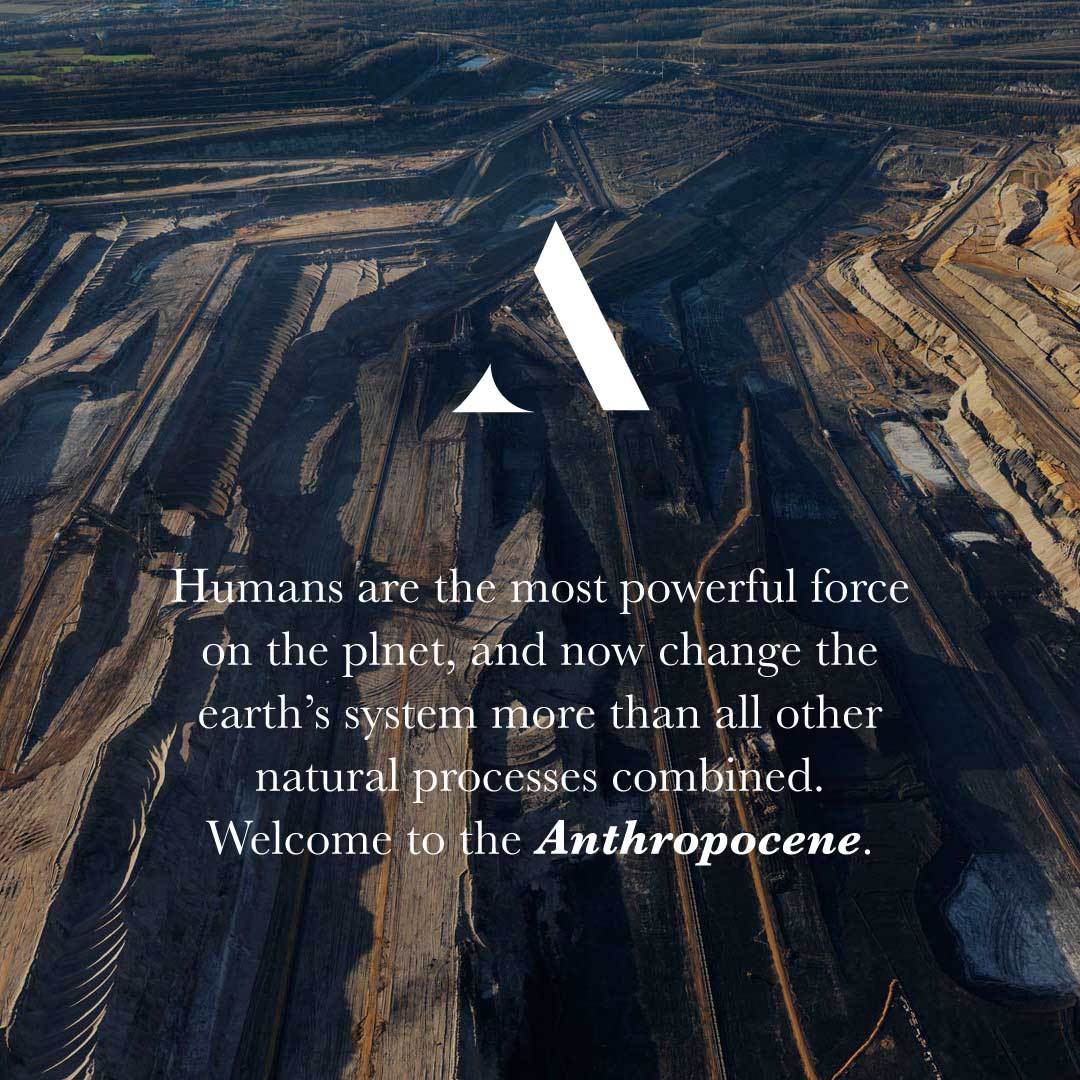 A
Humans are the most powerful force
on the plnet, and now change the
earth’s system more than all other
natural processes combined.
Welcome to the Anthropocene.